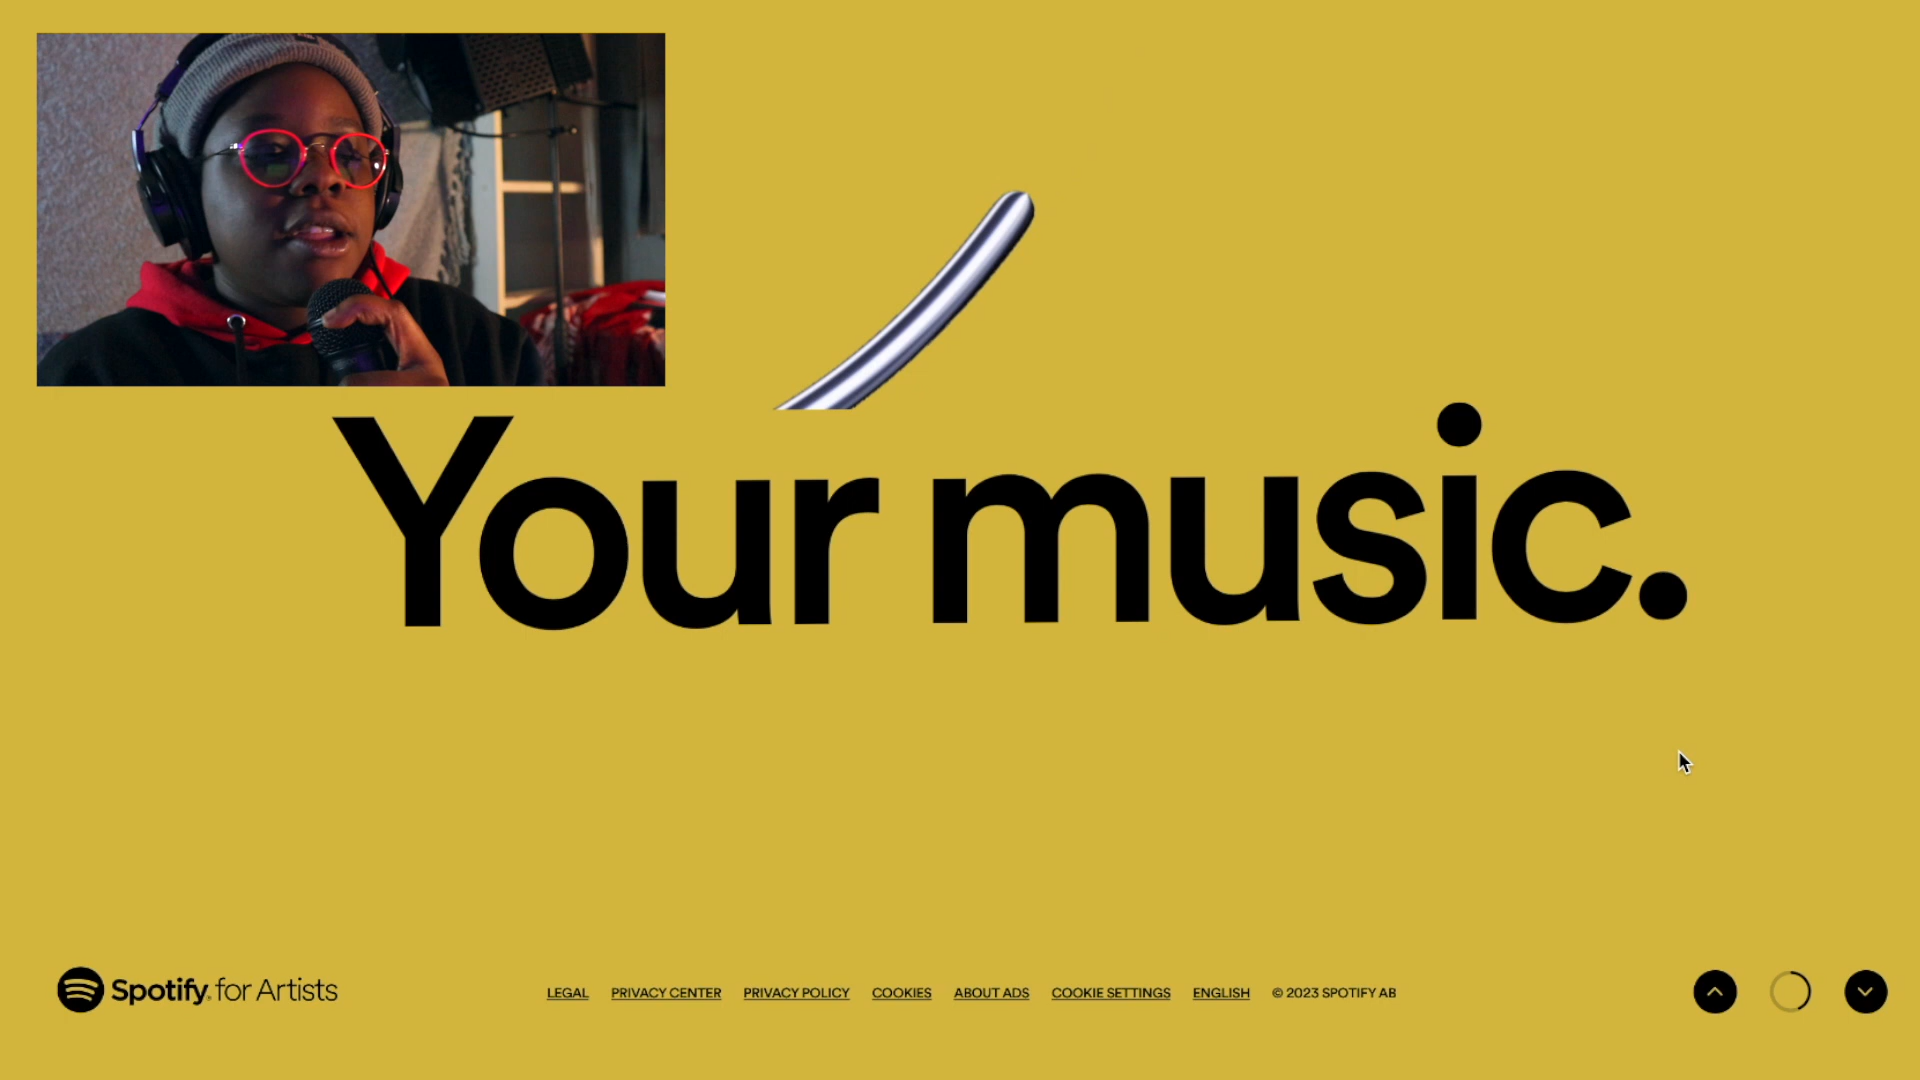 Your music.
Spotify for Artists
LEGAL PRIVACY CENTER PRIVACY POLICY COOKIES ABOUT ADS COOKIE SETTINGS ENGLISH © 2023 SPOTIFY AB